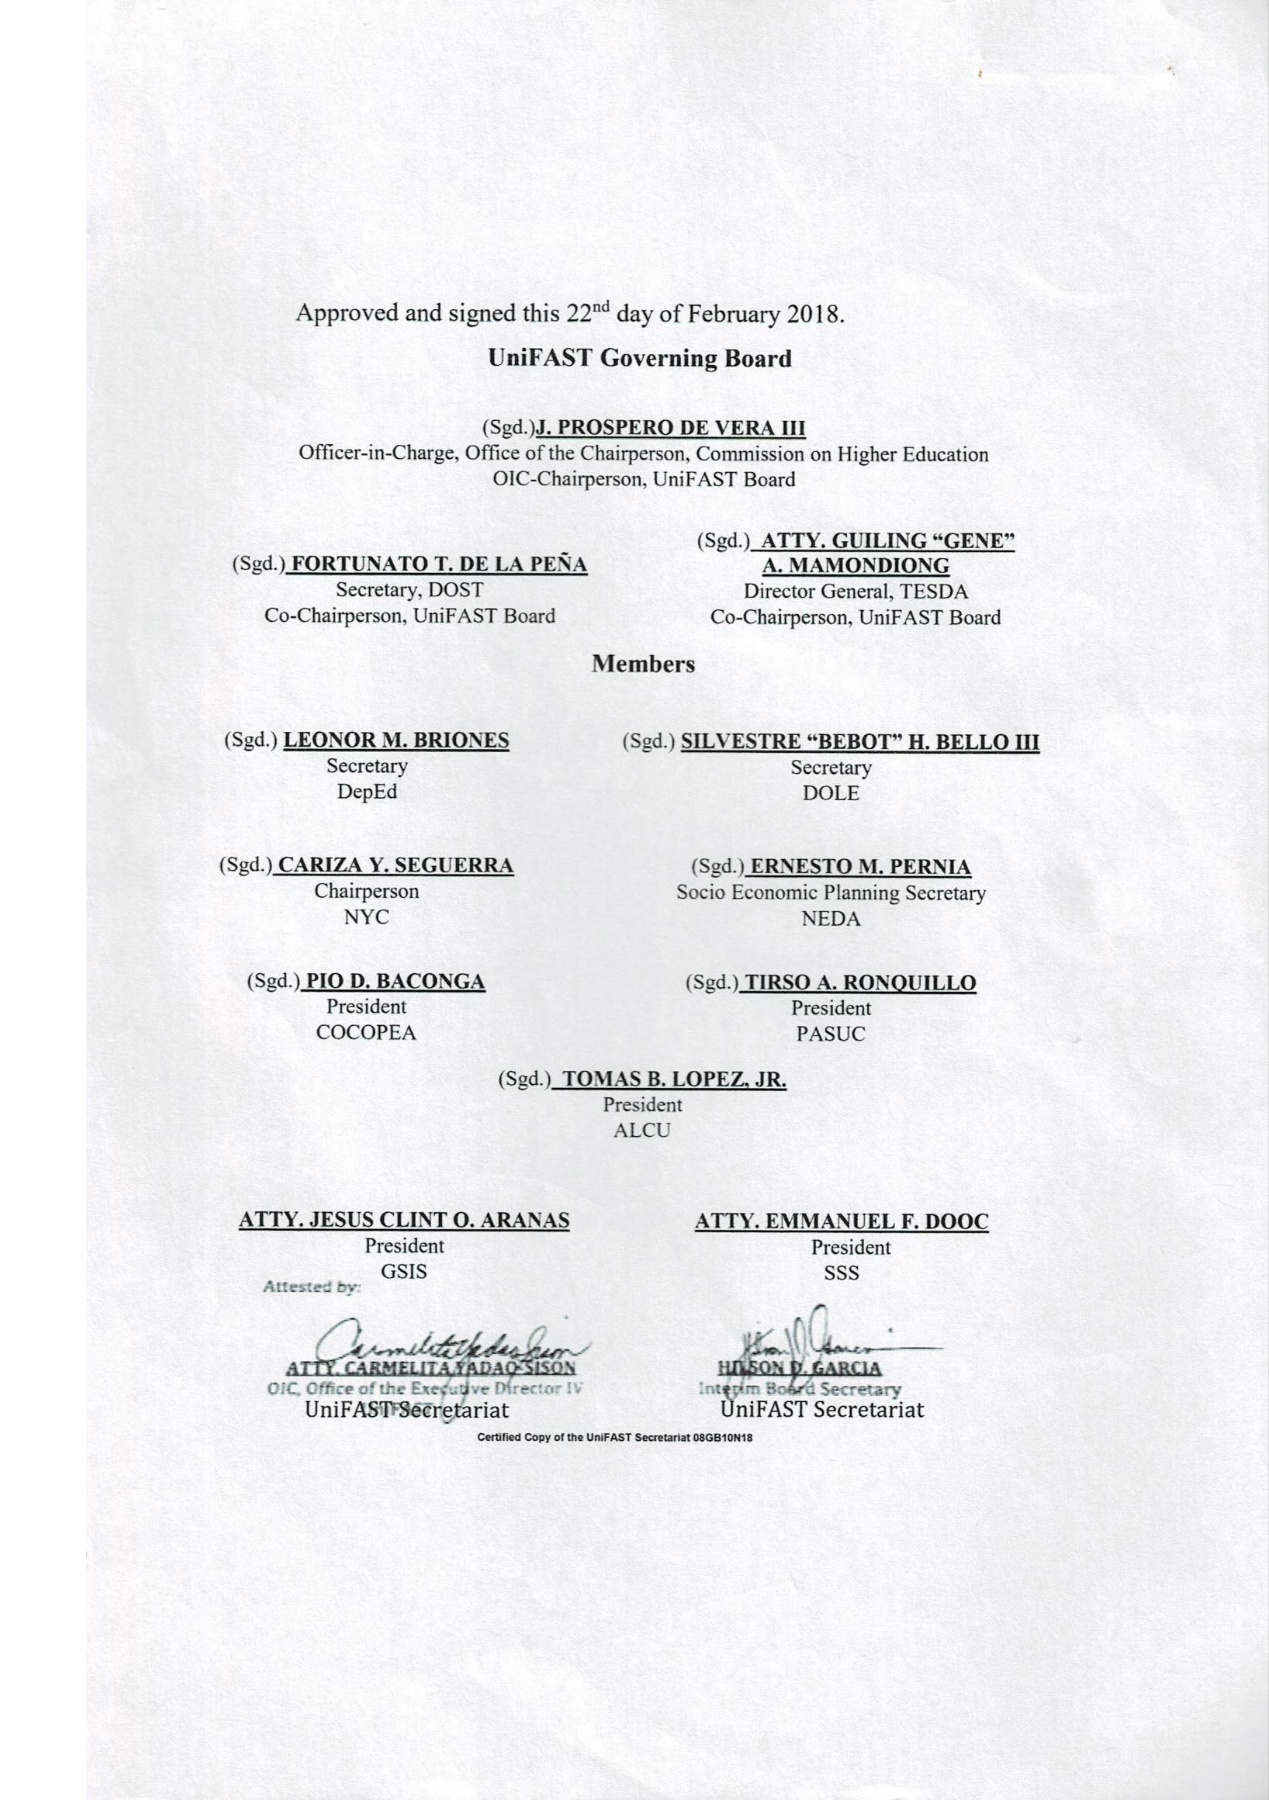 Approved and signed this 22nd day of February 2018.
UniFAST Governing Board
(Sgd.)J. PROSPERO DE VERA III
Officer-in-Charge, Office of the Chairperson, Commission on Higher Education
OIC-Chairperson, UniFAST Board
(Sgd.) FORTUNATO T. DE LA PEÑA
Secretary, DOST
Co-Chairperson, UniFAST Board
(Sgd.) ATTY. GUILING “GENE”
A. MAMONDIONG
Director General, TESDA
Co-Chairperson, UniFAST Board
Members
(Sgd.) LEONOR M. BRIONES
Secretary
DepEd
(Sgd.) SILVESTRE “BEBOT” H. BELLO III
Secretary
DOLE
(Sgd.) CARIZA Y. SEGUERRA
Chairperson
NYC
(Sgd.) ERNESTO M. PERNIA
Socio Economic Planning Secretary
NEDA
(Sgd.) PIO D. BACONGA
President
COCOPEA
(Sgd.) TIRSO A. RONQUILLO
President
PASUC
(Sgd.) TOMAS B. LOPEZ, JR.
President
ALCU
ATTY. JESUS CLINT O. ARANAS
President
GSIS
ATTY. EMMANUEL F. DOOC
President
SSS
Attested by:
ATTY. CARMELITA YADAO-SISON
OIC, Office of the Executive Director IV
UniFAST Secretariat
HILSON D. GARCIA
Interim Board Secretary
UniFAST Secretariat
Certified Copy of the UniFAST Secretariat 08GB10N18